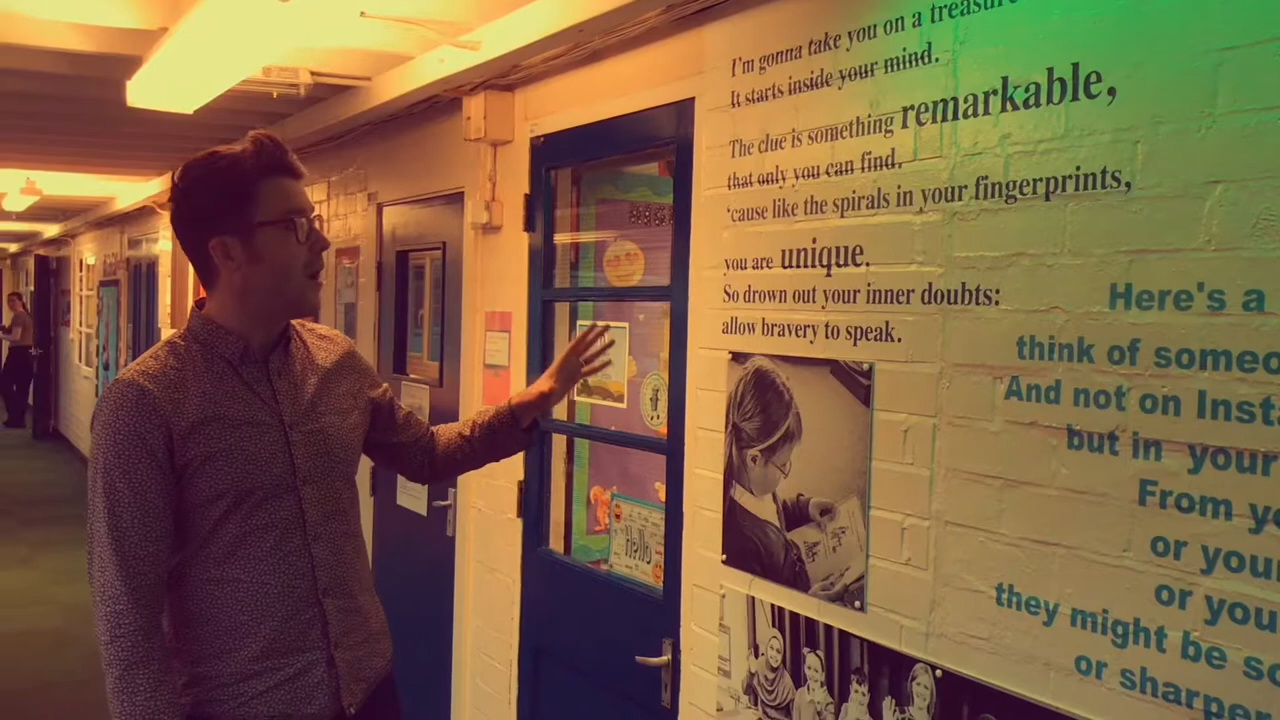 I'm gonna take you on a treasure
It starts inside your mind.
The clue is something remarkable,
that only you can find.
'cause like the spirals in your fingerprints,
you are unique.
So drown out your inner doubts:
allow bravery to speak.
Here's a
think of someo
And not on Inst
but in your
From yo
or you
or you
they might be so
or sharper
Hello